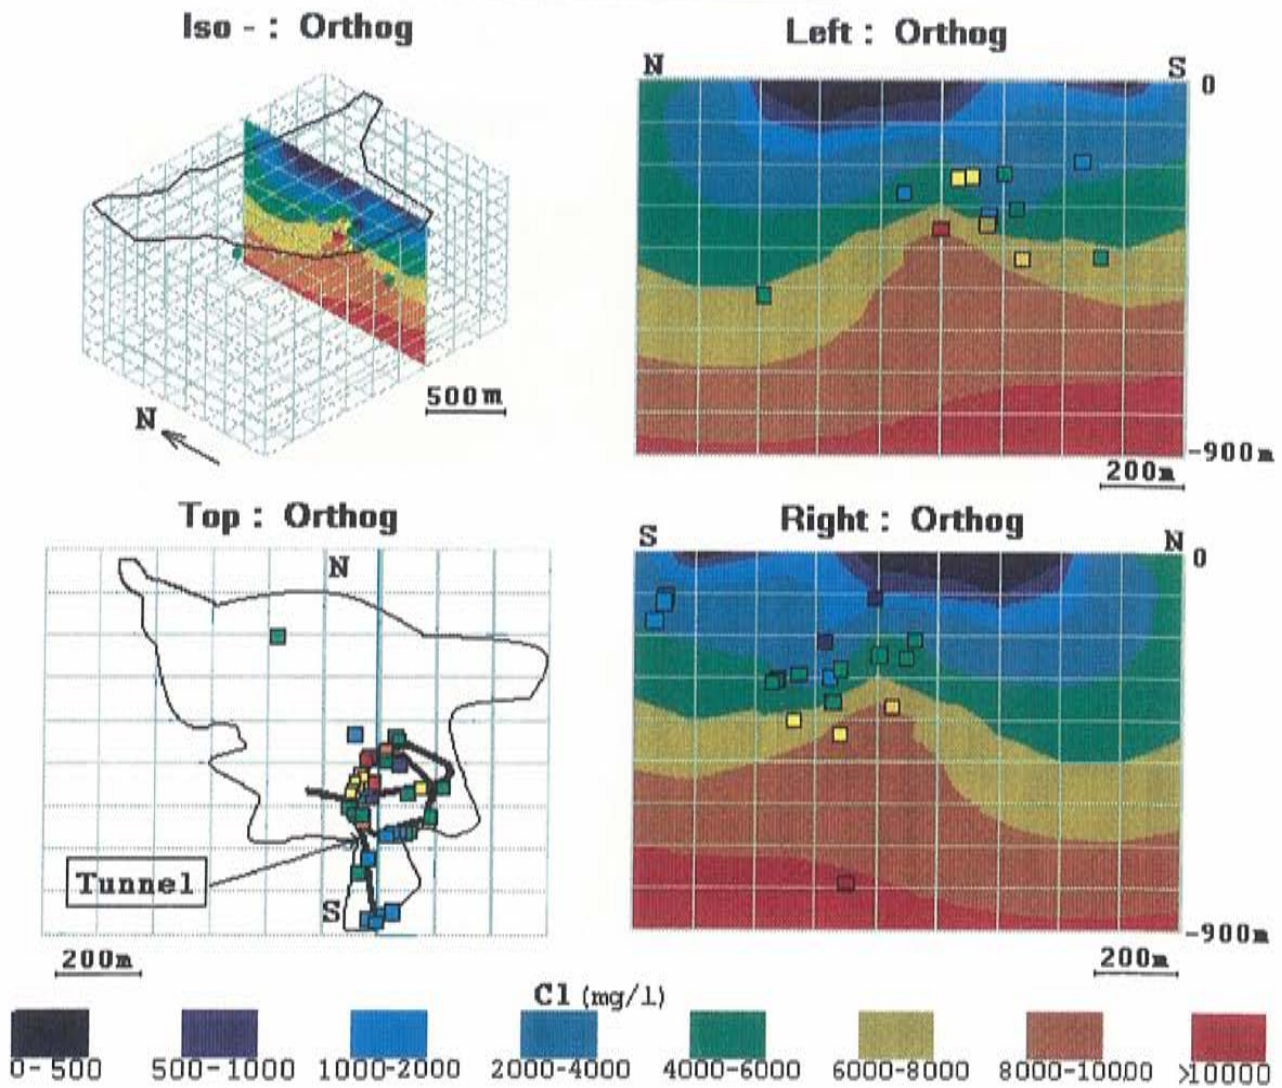 Iso - : Orthog
Left : Orthog
N S
0
-900m
200m
500m
N
Top : Orthog
N
Tunnel
S
200m
Right : Orthog
S N
0
-900m
200m
Cl (mg/l)
0-500 500-1000 1000-2000 2000-4000 4000-6000 6000-8000 8000-10000 >10000